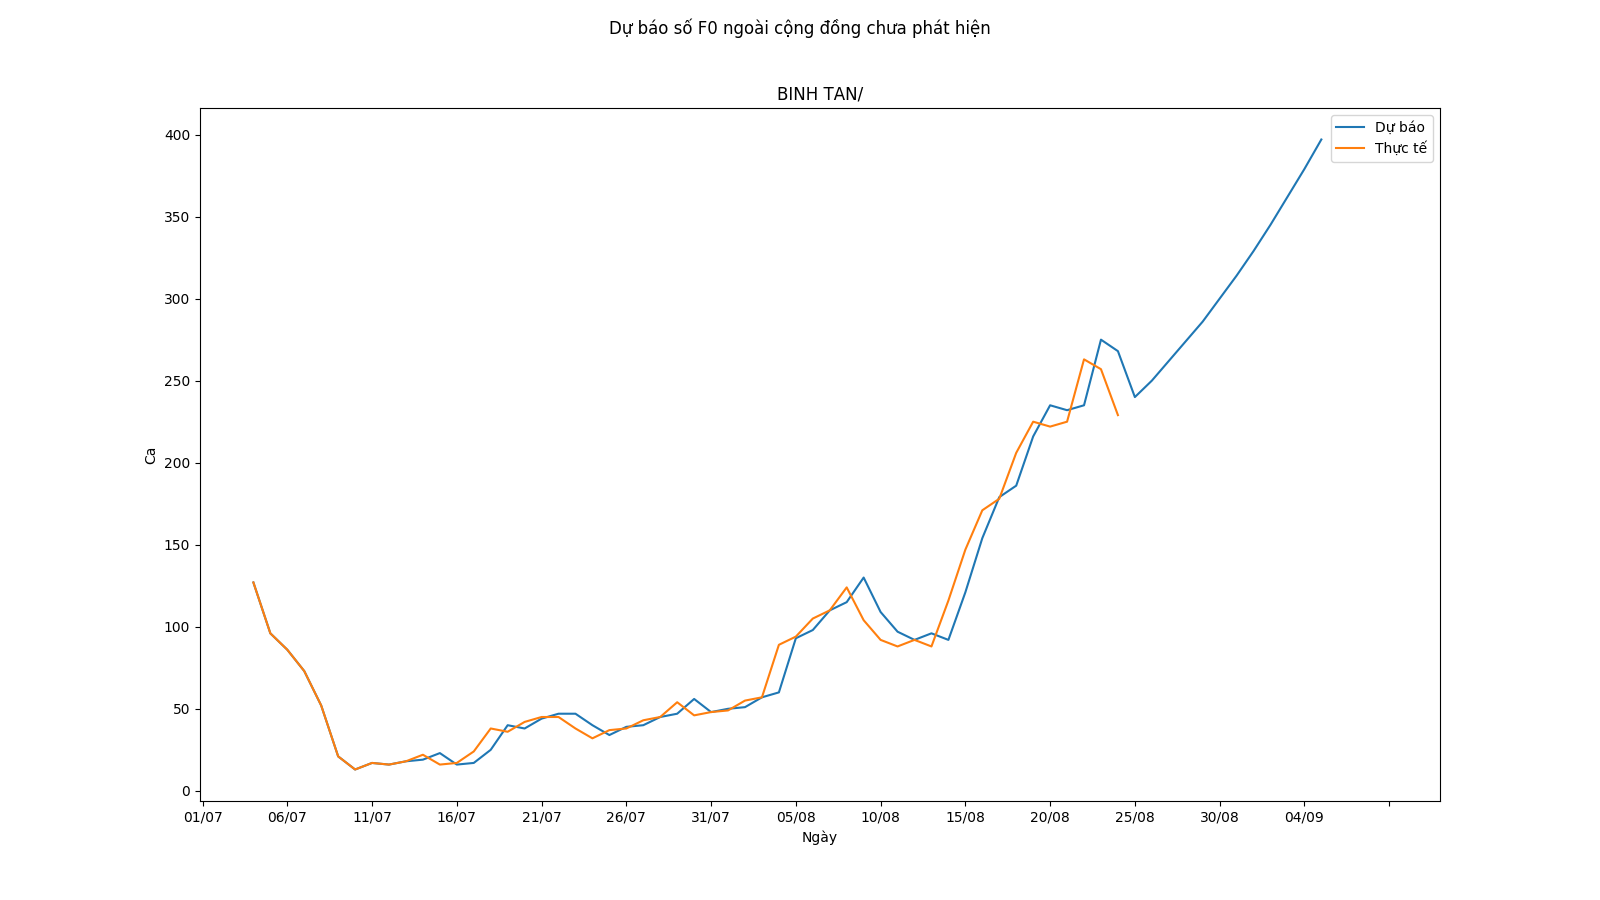 Dự báo số F0 ngoài cộng đồng chưa phát hiện
BINH TAN/
Dự báo
Thực tế
400
350
300
250
200
150
100
50
0
Ca
01/07 06/07 11/07 16/07 21/07 26/07 31/07 05/08 10/08 15/08 20/08 25/08 30/08 04/09
Ngày